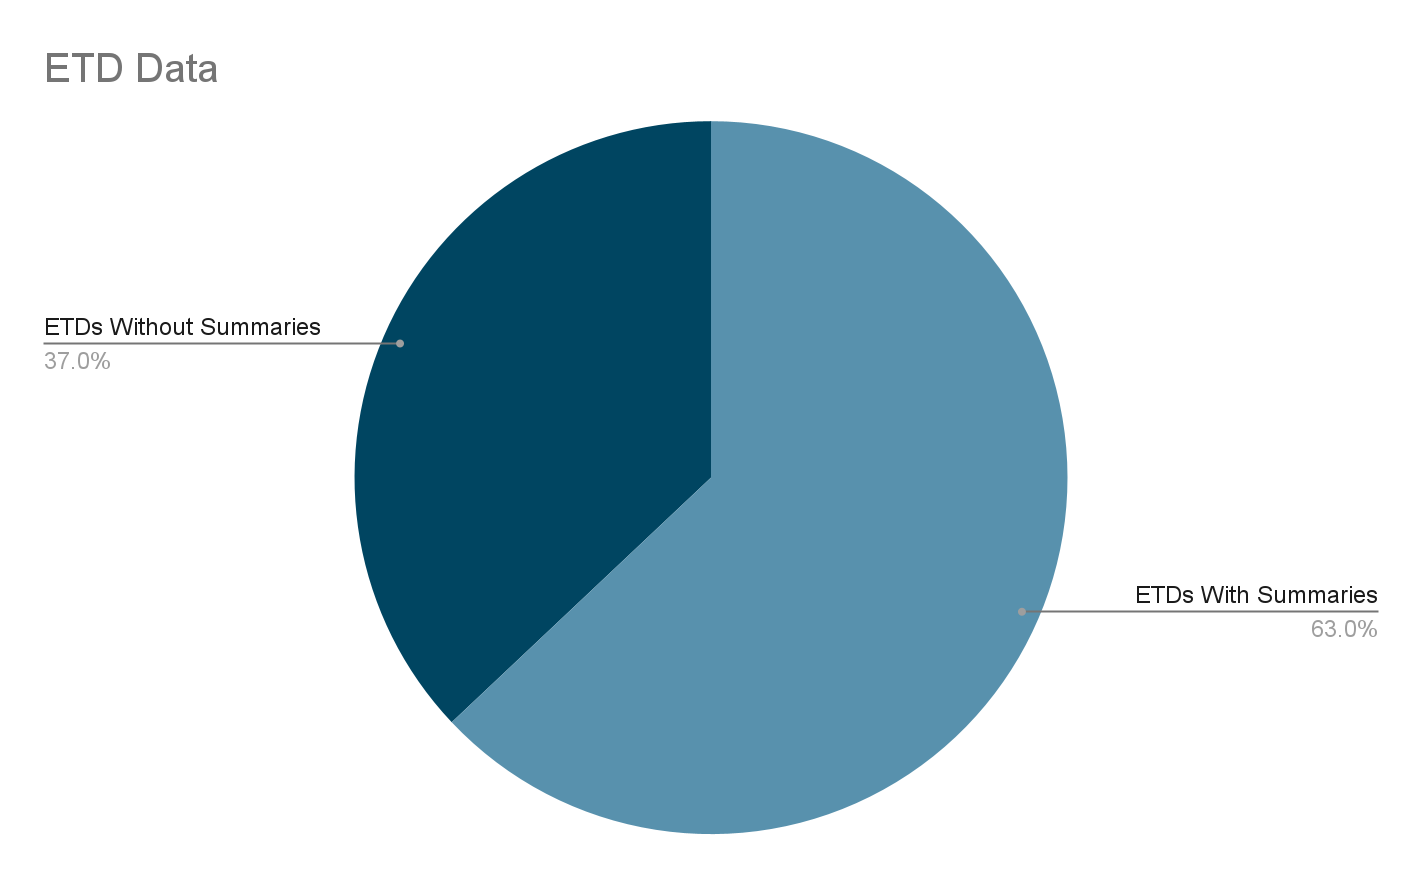 ETD Data
ETDs Without Summaries
37.0%
ETDs With Summaries
63.0%